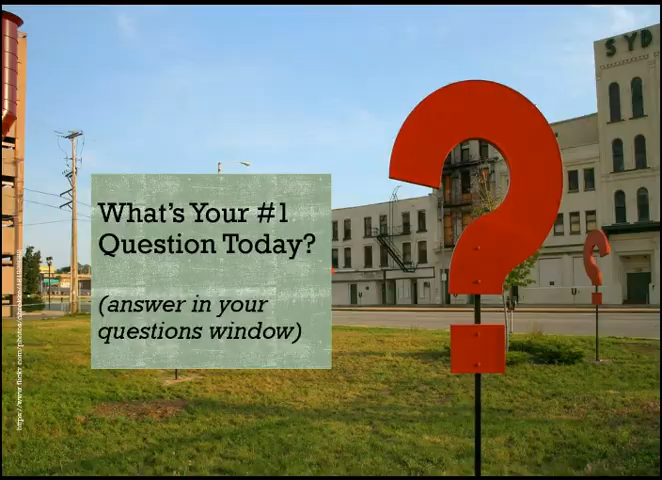 SYD
What's Your #1
Question Today?
(answer in your
questions window)